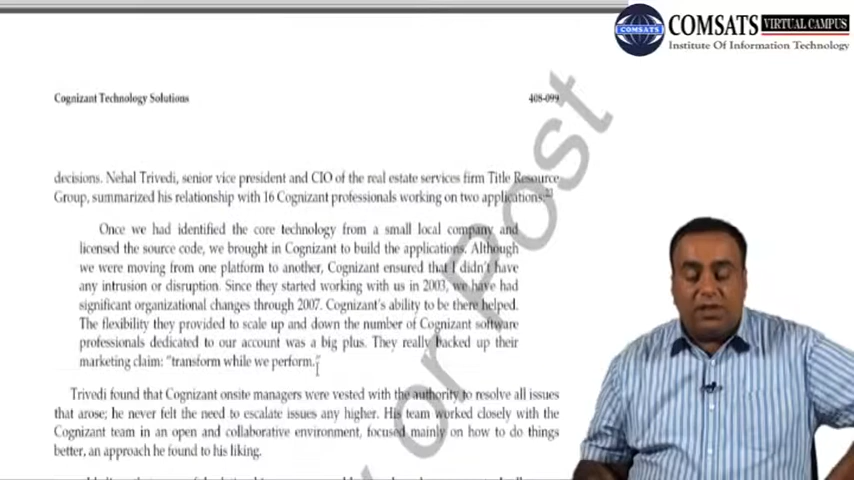 COMSATS VIRTUAL CAMPUS
Institute Of Information Technology
COMSATS
Cognizant Technology Solutions 408-099
decisions. Nehal Trivedi, senior vice president and CIO of the real estate services firm Title Resource
Group, summarized his relationship with 16 Cognizant professionals working on two applications:
Once we had identified the core technology from a small local company and
licensed the source code, we brought in Cognizant to build the applications. Although
we were moving from one platform to another, Cognizant ensured that I didn't have
any intrusion or disruption. Since they started working with us in 2003, we have had
significant organizational changes through 2007. Cognizant's ability to be there helped.
The flexibility they provided to scale up and down the number of Cognizant software
professionals dedicated to our account was a big plus. They really backed up their
marketing claim: "transform while we perform."
Trivedi found that Cognizant onsite managers were vested with the authority to resolve all issues
that arose; he never felt the need to escalate issues any higher. His team worked closely with the
Cognizant team in an open and collaborative environment, focused mainly on how to do things
better, an approach he found to his liking.
or Post